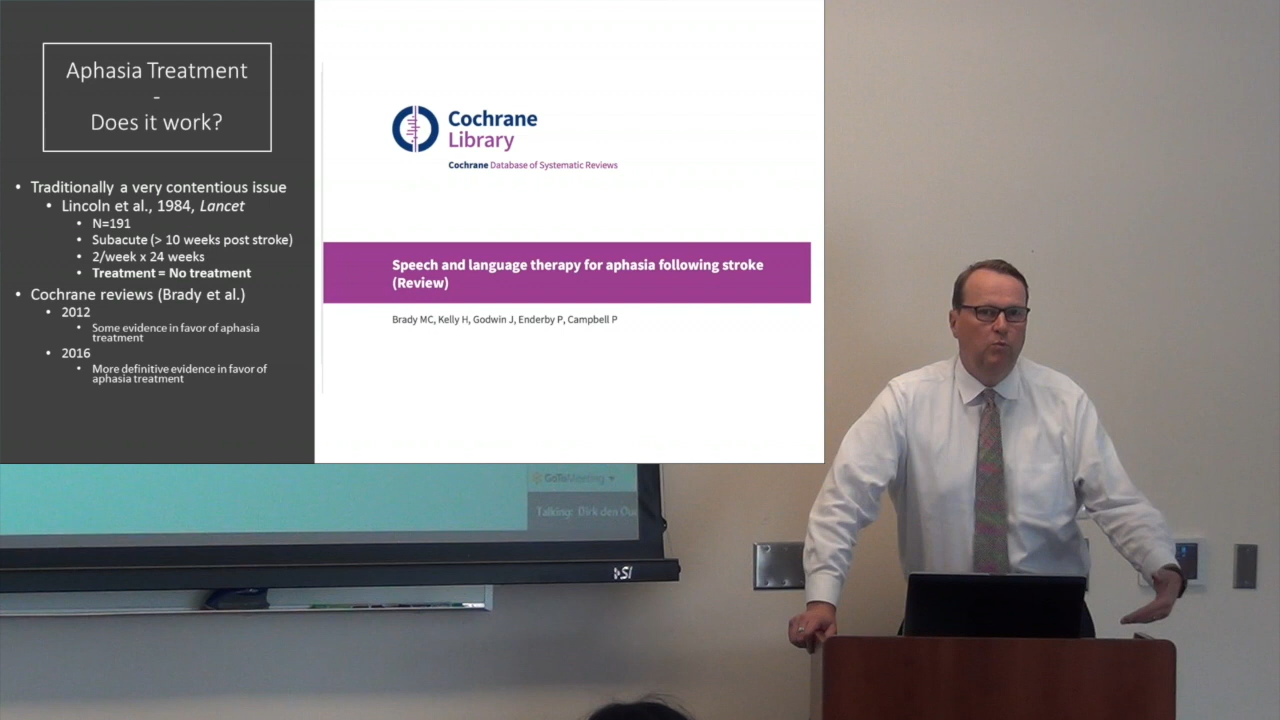 Aphasia Treatment
-
Does it work?
• Traditionally a very contentious issue
• Lincoln et al., 1984, Lancet
• N=191
• Subacute (> 10 weeks post stroke)
• 2/week x 24 weeks
• Treatment = No treatment
• Cochrane reviews (Brady et al.)
• 2012
• Some evidence in favor of aphasia
treatment
• 2016
• More definitive evidence in favor of
aphasia treatment
Cochrane
Library
Cochrane Database of Systematic Reviews
Speech and language therapy for aphasia following stroke
(Review)
Brady MC, Kelly H, Godwin J, Enderby P, Campbell P
GoToMeeting
Talking: Dirk den